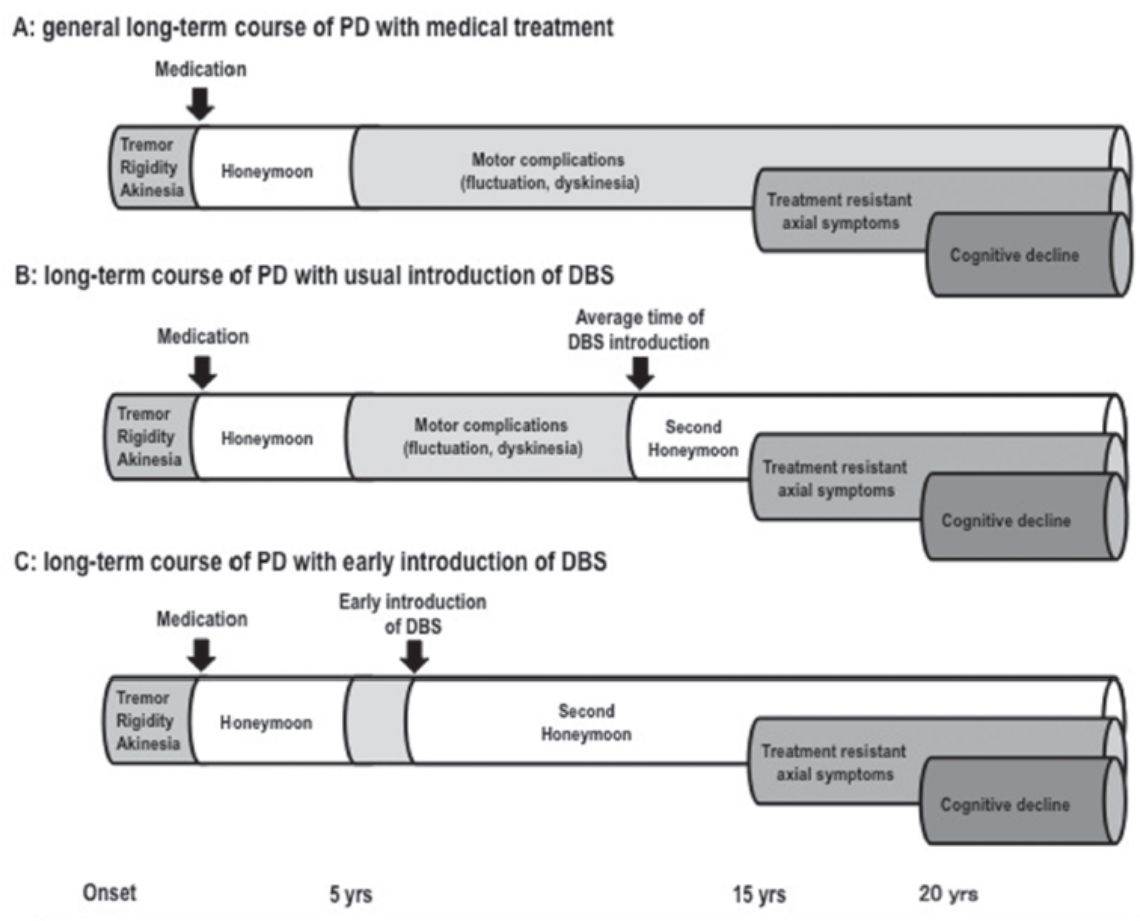 A: general long-term course of PD with medical treatment
Medication
Tremor
Rigidity
Akinesia
Honeymoon
Motor complications
(fluctuation, dyskinesia)
Treatment resistant
axial symptoms
Cognitive decline
B: long-term course of PD with usual introduction of DBS
Medication
Average time of
DBS introduction
Tremor
Rigidity
Akinesia
Honeymoon
Motor complications
(fluctuation, dyskinesia)
Second
Honeymoon
Treatment resistant
axial symptoms
Cognitive decline
C: long-term course of PD with early introduction of DBS
Medication
Early introduction
of DBS
Tremor
Rigidity
Akinesia
Honeymoon
Second
Honeymoon
Treatment resistant
axial symptoms
Cognitive decline
Onset 5 yrs 15 yrs 20 yrs